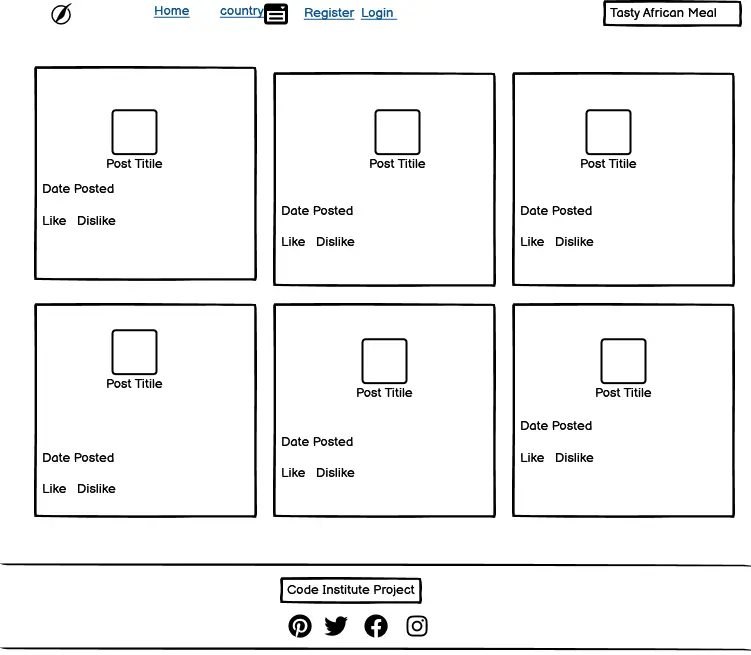 Home country Register Login Tasty African Meal
Post Titile
Date Posted
Like Dislike
Post Titile
Date Posted
Like Dislike
Post Titile
Date Posted
Like Dislike
Post Titile
Date Posted
Like Dislike
Post Titile
Date Posted
Like Dislike
Post Titile
Date Posted
Like Dislike
Code Institute Project